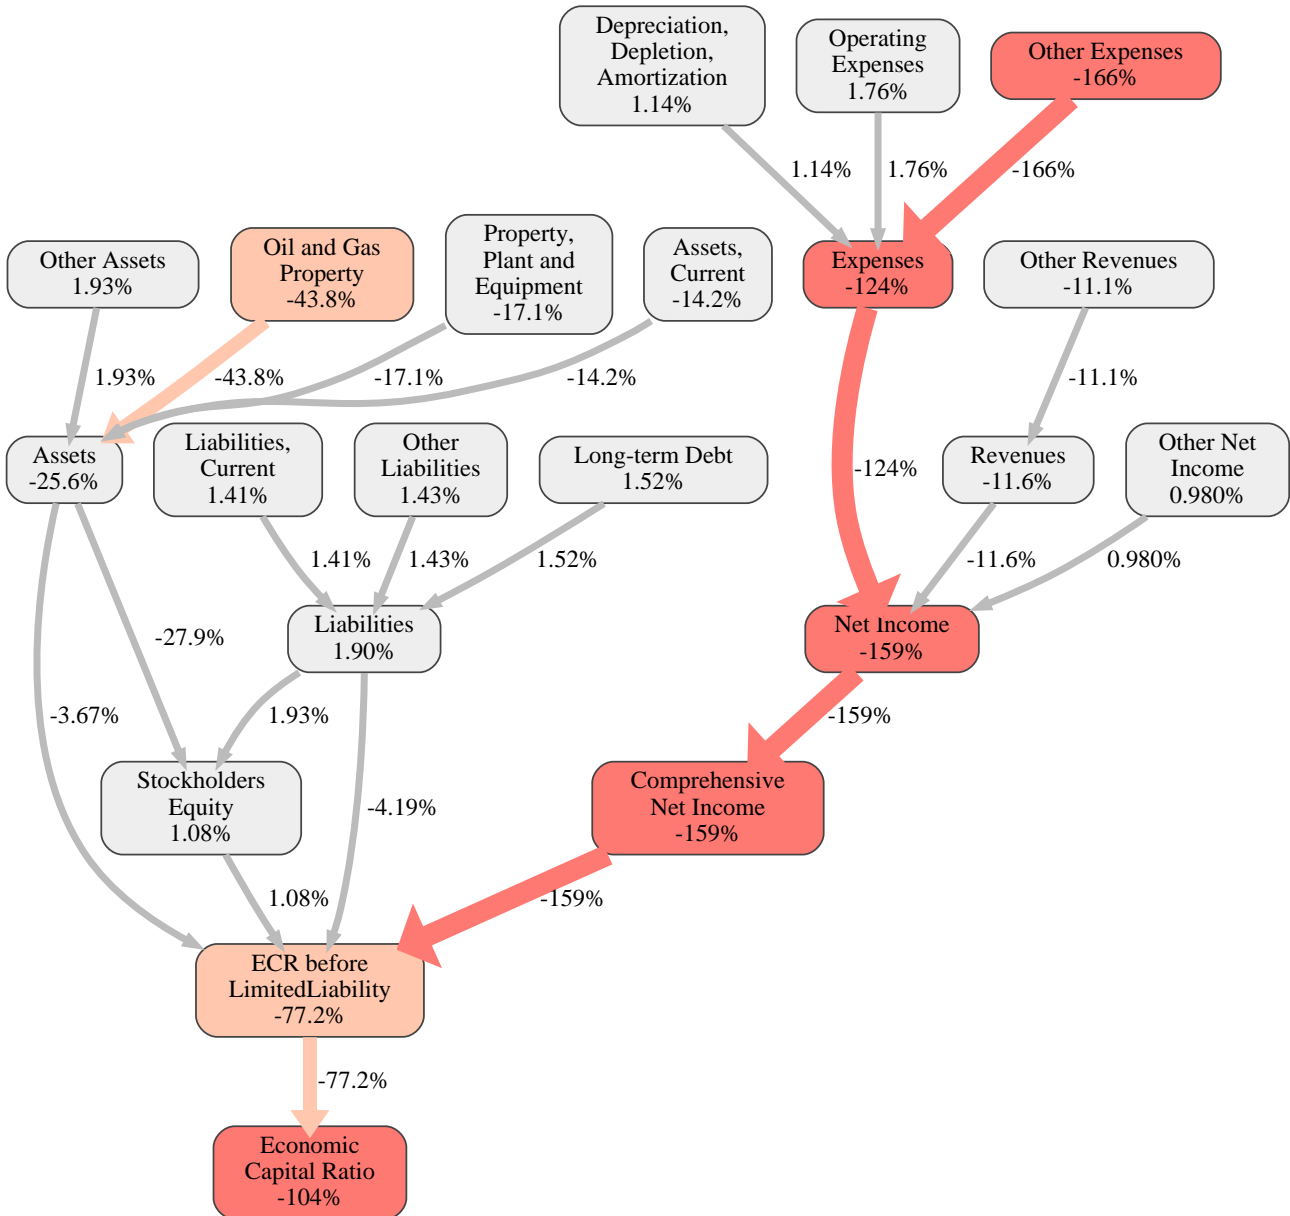 Depreciation,
Depletion,
Amortization
1.14%
Operating
Expenses
1.76%
Other Expenses
-166%
1.14%
1.76%
-166%
Other Assets
1.93%
Oil and Gas
Property
-43.8%
Property,
Plant and
Equipment
-17.1%
Assets,
Current
-14.2%
Expenses
-124%
Other Revenues
-11.1%
1.93%
-43.8%
-17.1%
-14.2%
-11.1%
Assets
-25.6%
Liabilities,
Current
1.41%
Other
Liabilities
1.43%
Long-term Debt
1.52%
-124%
Revenues
-11.6%
Other Net
Income
0.980%
1.41%
1.43%
1.52%
-11.6%
0.980%
-27.9%
Liabilities
1.90%
Net Income
-159%
-3.67%
1.93%
-159%
Stockholders
Equity
1.08%
-4.19%
Comprehensive
Net Income
-159%
1.08%
-159%
ECR before
LimitedLiability
-77.2%
-77.2%
Economic
Capital Ratio
-104%